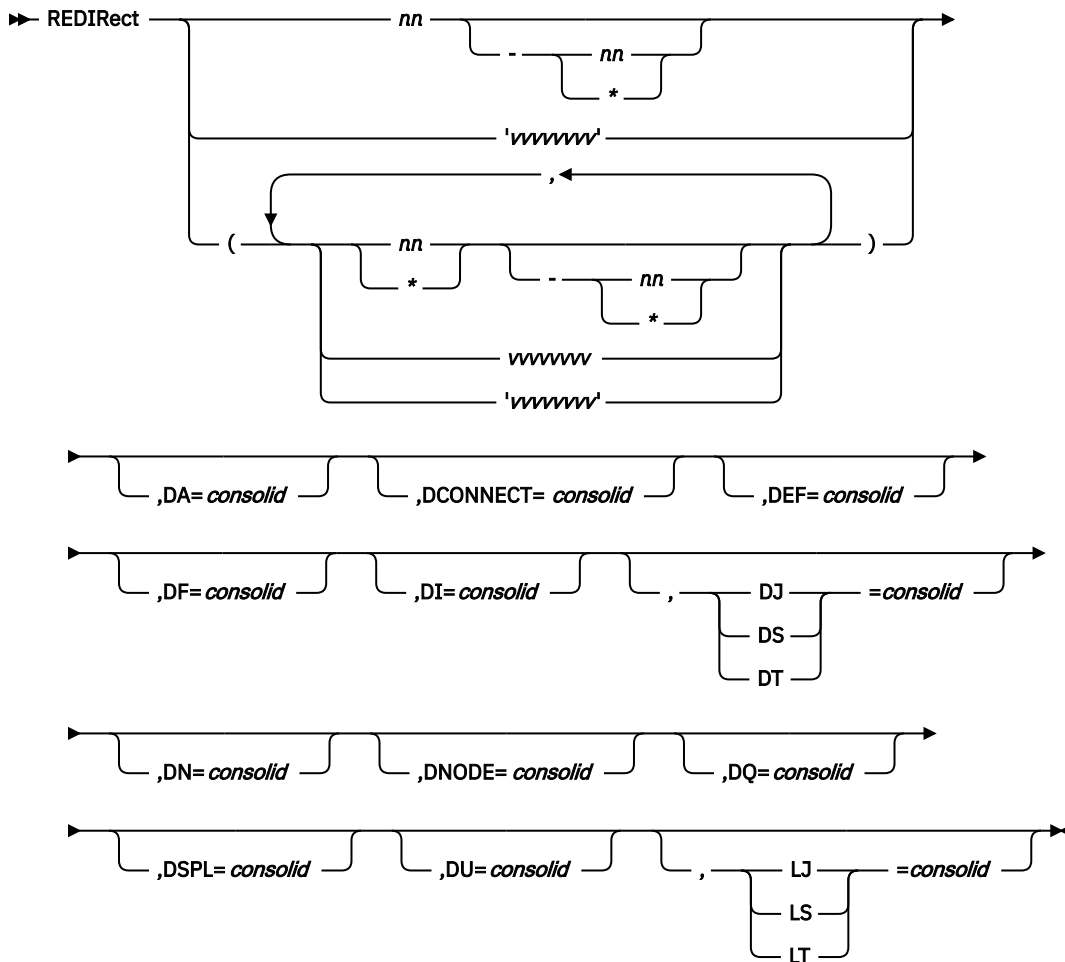 REDIRect nn
- nn
*
'vvvvvvvv'
,
( nn )
* - nn
*
vvvvvvvv
'vvvvvvvv'
,DA= consolid ,DCONNECT= consolid ,DEF= consolid
,DF= consolid ,DI= consolid , DJ =consolid
DS
DT
,DN= consolid ,DNODE= consolid ,DQ= consolid
,DSPL= consolid ,DU= consolid , LJ =consolid
LS
LT